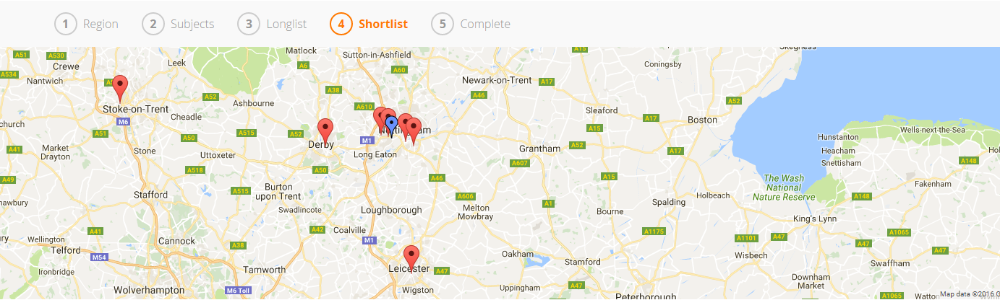 1 Region 2 Subjects 3 Longlist 4 Shortlist 5 Complete
A51 A530 Matlock Sutton-in-Ashfield A15 Skegness
Crewe Leek A6 A60 Coningsby
A534 Nantwich Newark-on-Trent A17
A52 A38 A46
Stoke-on-Trent Ashbourne A610 Sleaford A52
M6 Cheadle A17 Boston
church A51 A50 A515 A52 Derby M1 A15 Hunstanton Wells-next-the-Sea
A41 Market Drayton Stone Uttoxeter Long Eaton Grantham A52 A17 Heacham
A518 A50 A607 Snettisham A148
A49 A515 Burton upon Trent A46 A15 The Wash National Nature Reserve Fakenham
Stafford A606 Spalding Holbeach A148
Swadlincote Loughborough Melton Mowbray A1 Bourne King's Lynn
A41 A42 Coalville A1175 A1065
Wellington Cannock A38 M1 A1101 A47 A47
Telford M54 Oakham Stamford Wisbech A47
Ironbridge Tamworth Leicester A47 Swaffham
Wolverhampton M6 Toll Wigston Uppingham A47 Peterborough Downham Market A1065 Watton
Map data ©2016 G